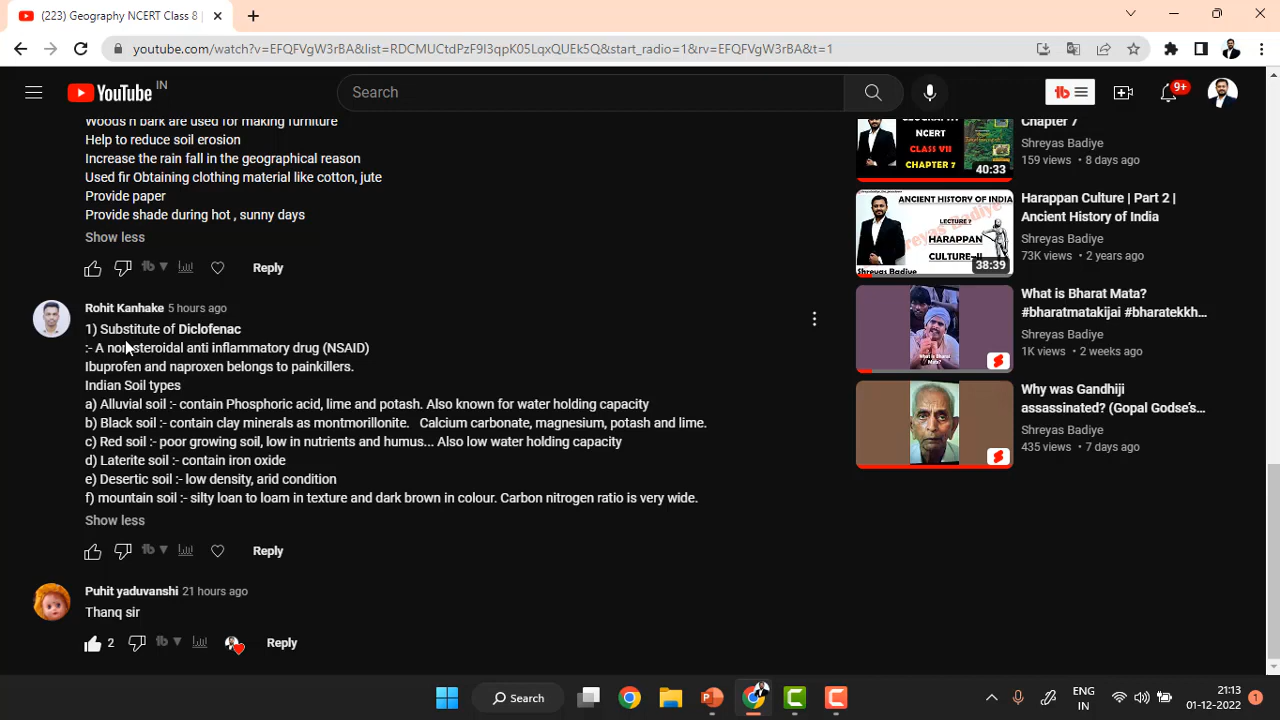 (223) Geography NCERT Class 8 |
youtube.com/watch?v=EFQFVgW3rBA&list=RDCMUCtdPzF9I3qpK05LqxQUEk5Q&start_radio=1&rv=EFQFVgW3rBA&t=1
YouTube IN
Search
9+
Woods n bark are used for making furniture
Help to reduce soil erosion
Increase the rain fall in the geographical reason
Used fir Obtaining clothing material like cotton, jute
Provide paper
Provide shade during hot , sunny days
Show less
Reply
Rohit Kanhake 5 hours ago
1) Substitute of Diclofenac
:- A non steroidal anti inflammatory drug (NSAID)
Ibuprofen and naproxen belongs to painkillers.
Indian Soil types
a) Alluvial soil :- contain Phosphoric acid, lime and potash. Also known for water holding capacity
b) Black soil :- contain clay minerals as montmorillonite. Calcium carbonate, magnesium, potash and lime.
c) Red soil :- poor growing soil, low in nutrients and humus... Also low water holding capacity
d) Laterite soil :- contain iron oxide
e) Desertic soil :- low density, arid condition
f) mountain soil :- silty loan to loam in texture and dark brown in colour. Carbon nitrogen ratio is very wide.
Show less
Reply
Puhit yaduvanshi 21 hours ago
Thanq sir
2
Reply
NCERT
CLASS VII
CHAPTER 7
40:33
Chapter 7
Shreyas Badiye
159 views • 8 days ago
ANCIENT HISTORY OF INDIA
LECTURE 7
HARAPPAN
CULTURE-II
Shreyas Badiye
38:39
Harappan Culture | Part 2 |
Ancient History of India
Shreyas Badiye
73K views • 2 years ago
What is Bharat Mata?
What is Bharat Mata?
#bharatmatakijai #bharatekkh...
Shreyas Badiye
1K views • 2 weeks ago
Why was Gandhiji
assassinated? (Gopal Godse's...
Shreyas Badiye
435 views • 7 days ago
Search
ENG
IN
21:13
01-12-2022
1